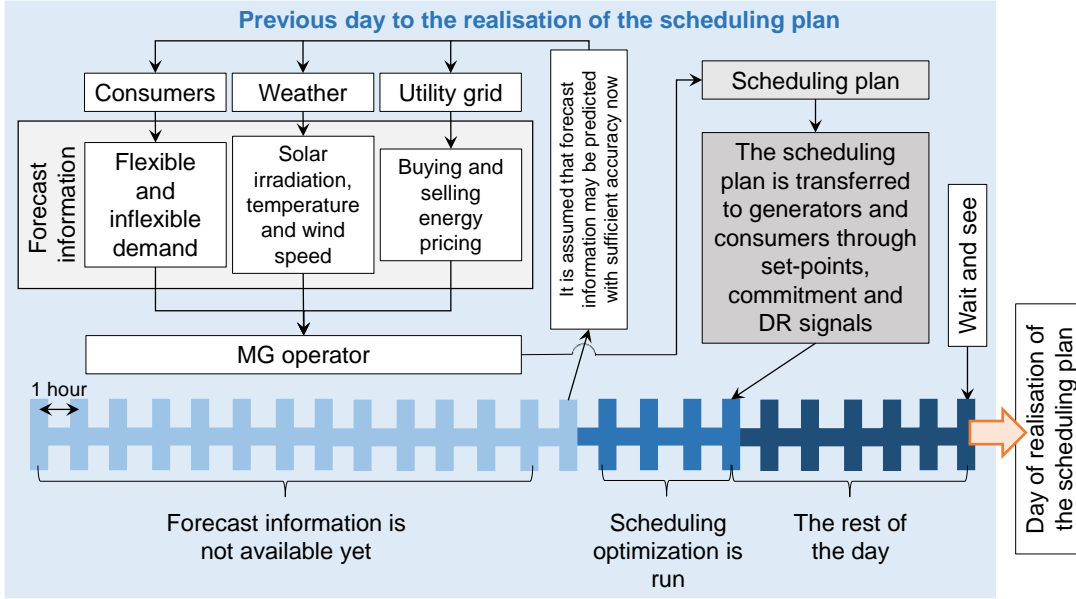 Previous day to the realisation of the scheduling plan
Consumers
Weather
Utility grid
Forecast
information
Flexible
and
inflexible
demand
Solar
irradiation,
temperature
and wind
speed
Buying and
selling
energy
pricing
MG operator
It is assumed that forecast
information may be predicted
with sufficient accuracy now
Scheduling plan
The scheduling
plan is transferred
to generators and
consumers through
set-points,
commitment and
DR signals
Wait and see
1 hour
Forecast information is
not available yet
Scheduling
optimization is
run
The rest of
the day
Day of realisation of
the scheduling plan